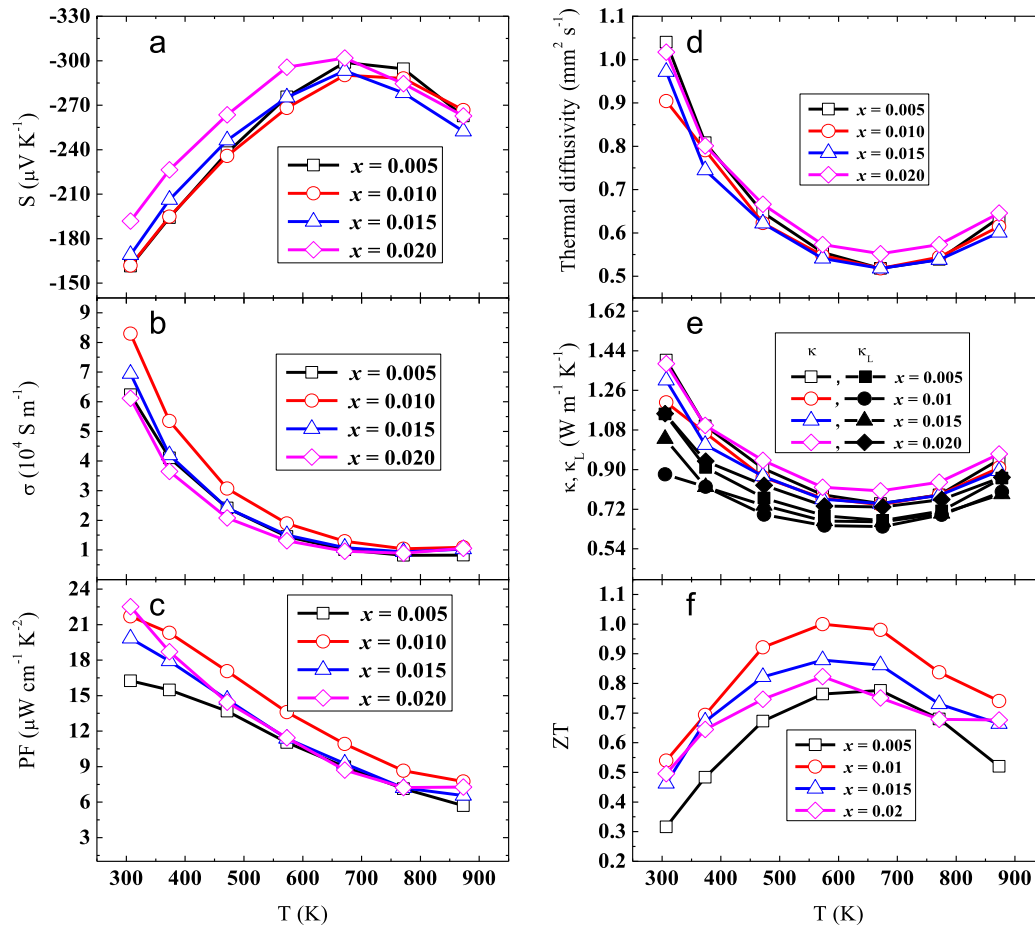 a
S (μV K⁻¹)
-330
-300
-270
-240
-210
-180
-150
x = 0.005
x = 0.010
x = 0.015
x = 0.020
b
σ (10⁴ S m⁻¹)
9
8
7
6
5
4
3
2
1
x = 0.005
x = 0.010
x = 0.015
x = 0.020
c
PF (μW cm⁻¹ K⁻²)
24
21
18
15
12
9
6
3
x = 0.005
x = 0.010
x = 0.015
x = 0.020
300 400 500 600 700 800 900
T (K)
d
Thermal diffusivity (mm² s⁻¹)
1.1
1.0
0.9
0.8
0.7
0.6
0.5
x = 0.005
x = 0.010
x = 0.015
x = 0.020
300 400 500 600 700 800 900
e
κ, κL (W m⁻¹ K⁻¹)
1.62
1.44
1.26
1.08
0.90
0.72
0.54
κ κL
, x = 0.005
, x = 0.01
, x = 0.015
, x = 0.020
f
ZT
1.0
0.9
0.8
0.7
0.6
0.5
0.4
0.3
0.2
x = 0.005
x = 0.01
x = 0.015
x = 0.02
300 400 500 600 700 800 900
T (K)